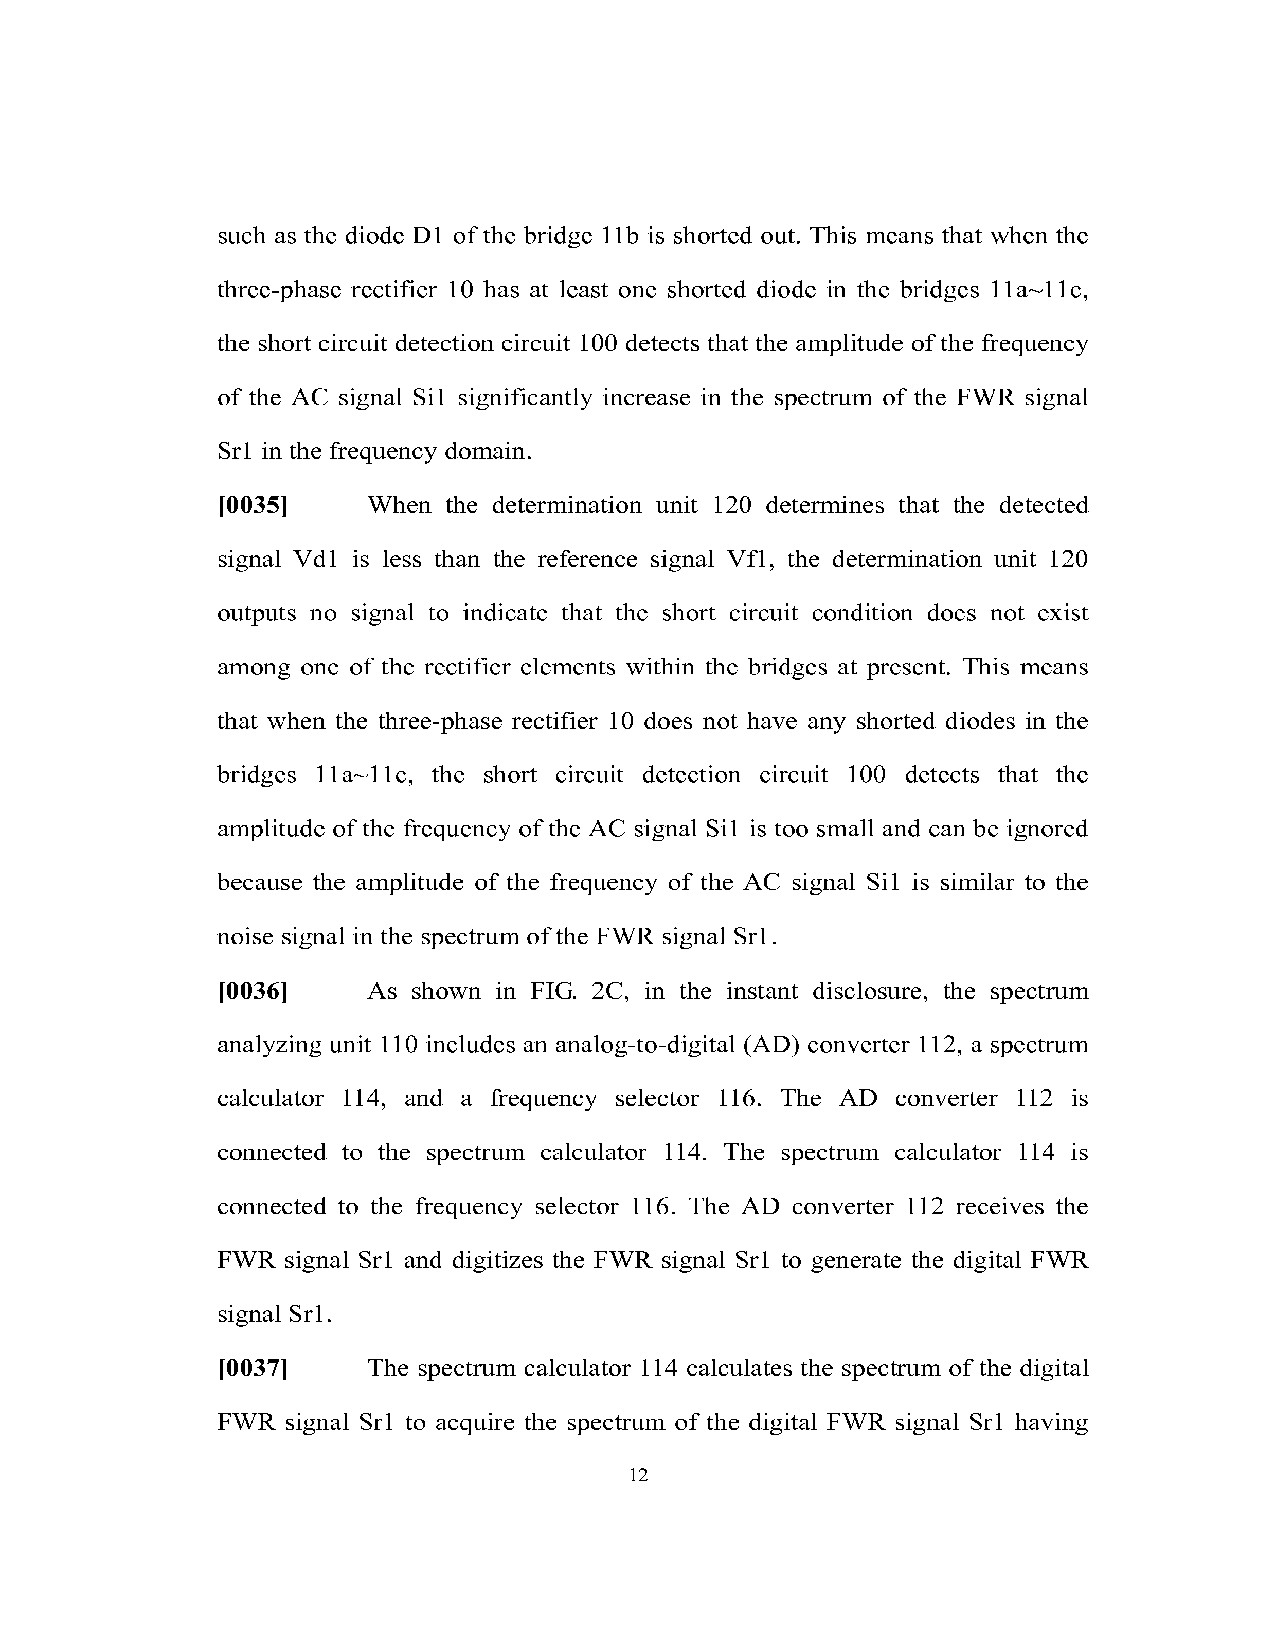 such as the diode D1 of the bridge 11b is shorted out. This means that when the
three-phase rectifier 10 has at least one shorted diode in the bridges 11a~11c,
the short circuit detection circuit 100 detects that the amplitude of the frequency
of the AC signal Si1 significantly increase in the spectrum of the FWR signal
Sr1 in the frequency domain.
[0035] When the determination unit 120 determines that the detected
signal Vd1 is less than the reference signal Vf1, the determination unit 120
outputs no signal to indicate that the short circuit condition does not exist
among one of the rectifier elements within the bridges at present. This means
that when the three-phase rectifier 10 does not have any shorted diodes in the
bridges 11a~11c, the short circuit detection circuit 100 detects that the
amplitude of the frequency of the AC signal Si1 is too small and can be ignored
because the amplitude of the frequency of the AC signal Si1 is similar to the
noise signal in the spectrum of the FWR signal Sr1.
[0036] As shown in FIG. 2C, in the instant disclosure, the spectrum
analyzing unit 110 includes an analog-to-digital (AD) converter 112, a spectrum
calculator 114, and a frequency selector 116. The AD converter 112 is
connected to the spectrum calculator 114. The spectrum calculator 114 is
connected to the frequency selector 116. The AD converter 112 receives the
FWR signal Sr1 and digitizes the FWR signal Sr1 to generate the digital FWR
signal Sr1.
[0037] The spectrum calculator 114 calculates the spectrum of the digital
FWR signal Sr1 to acquire the spectrum of the digital FWR signal Sr1 having
12